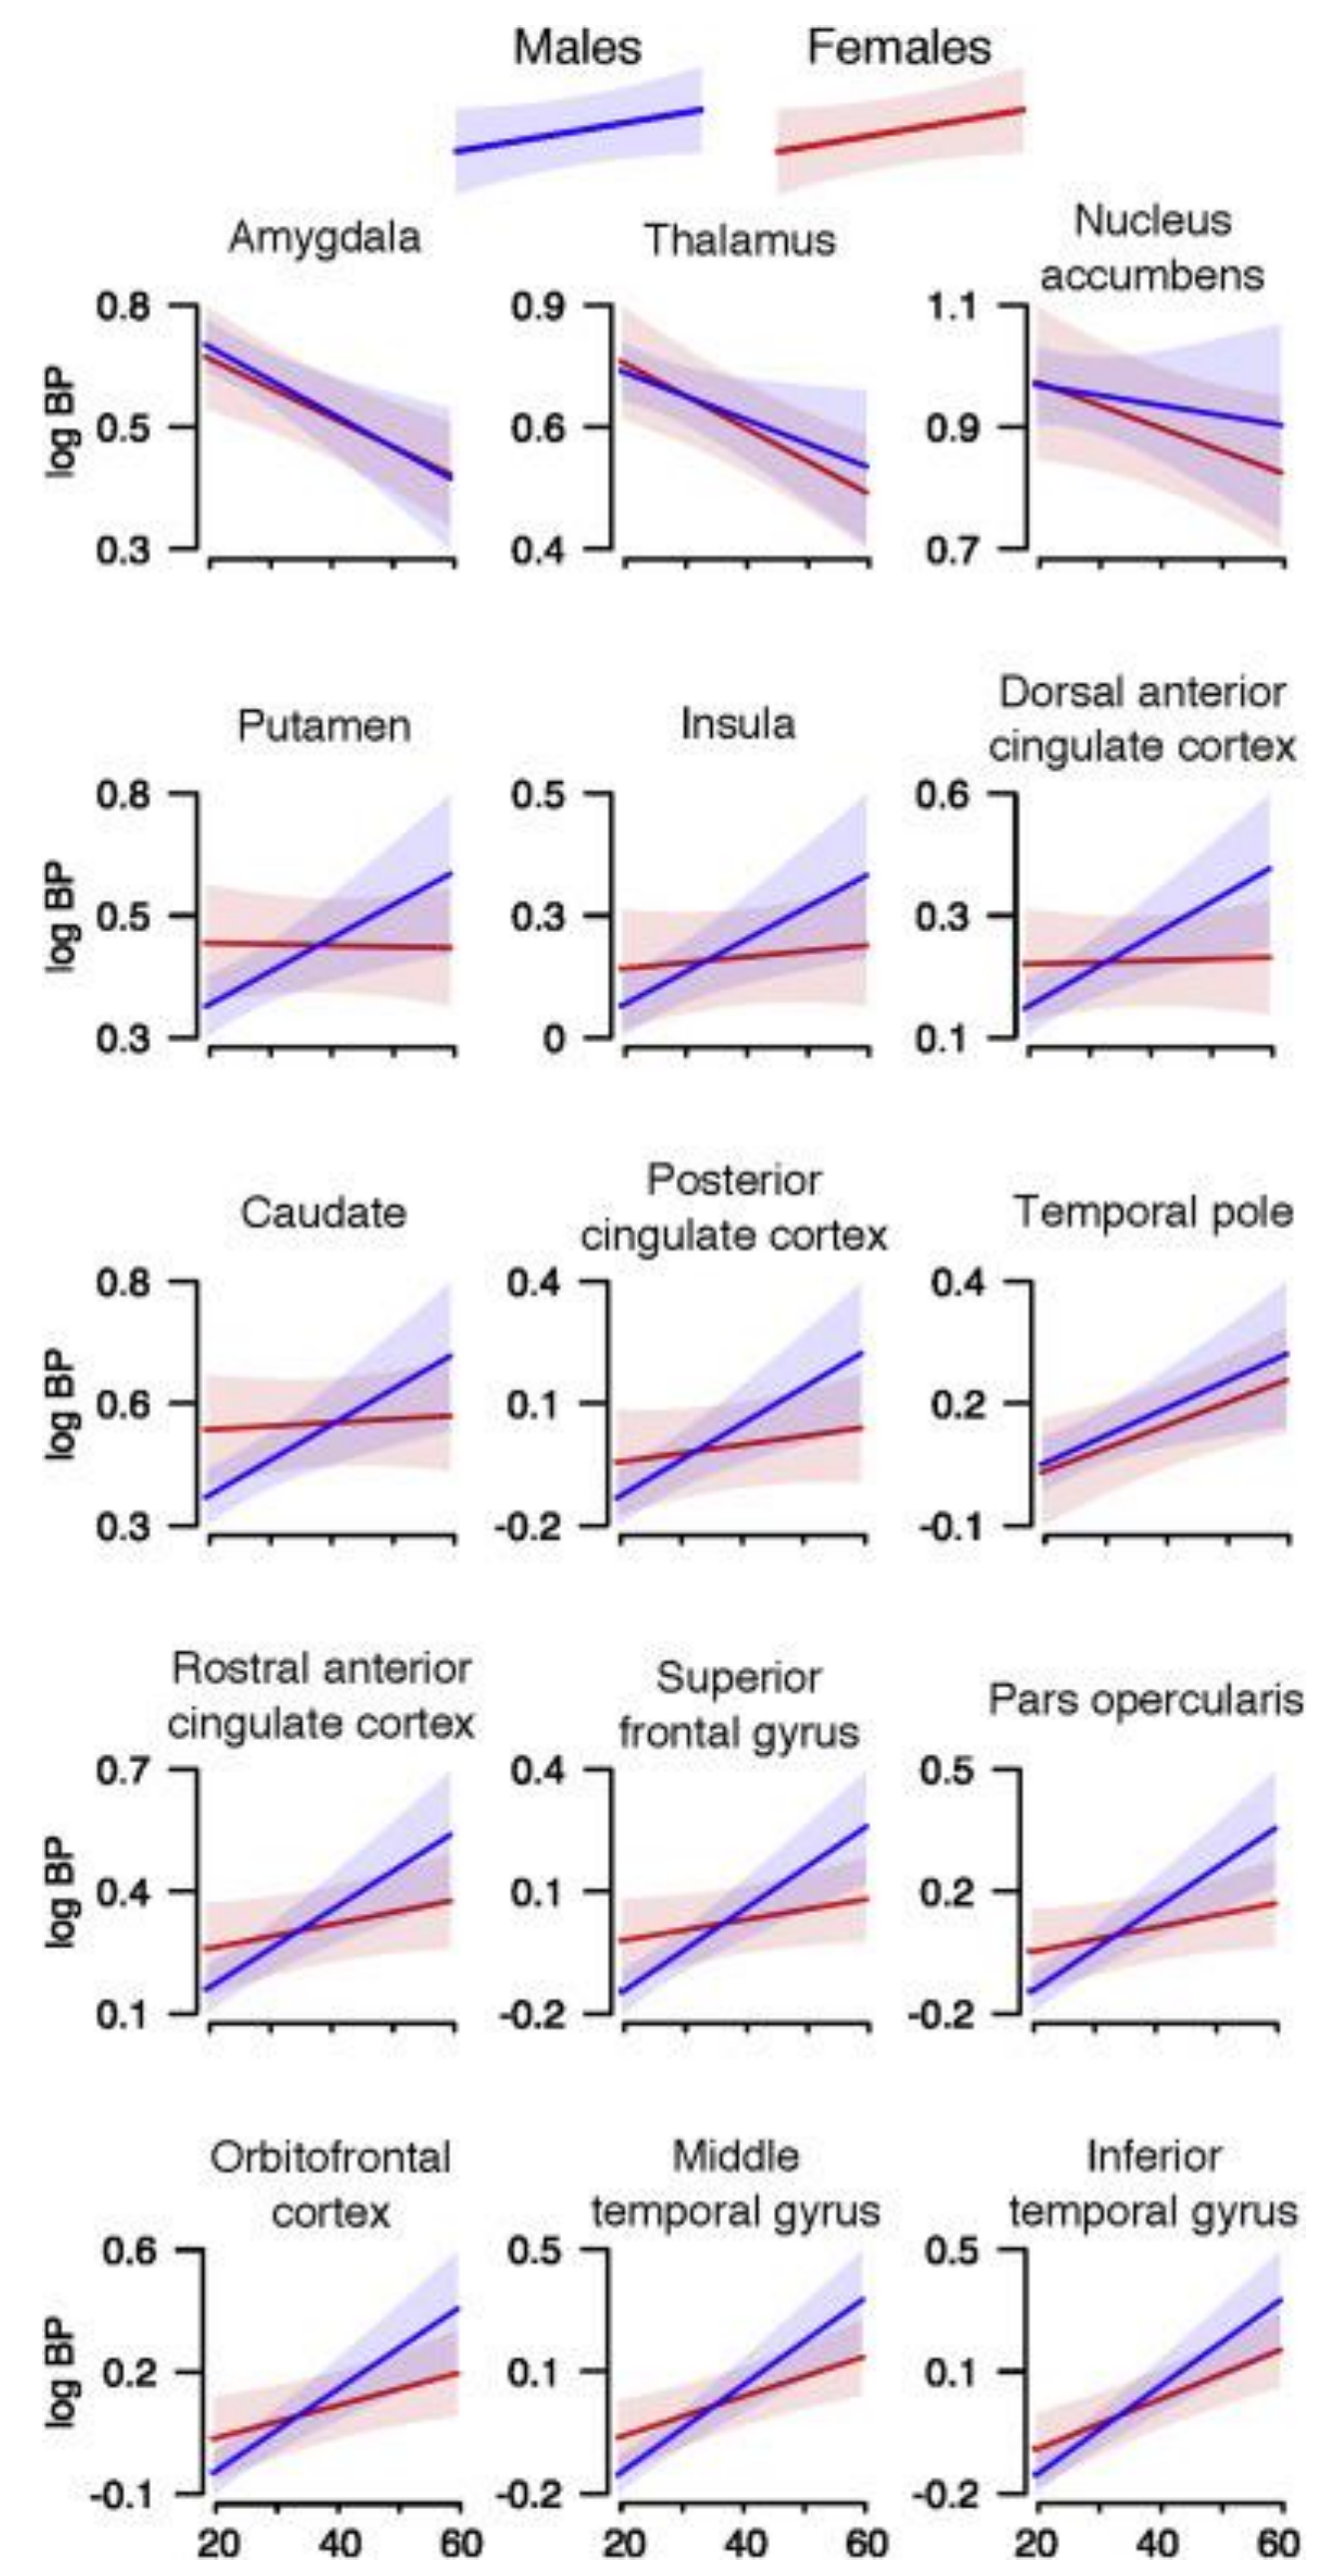 Males Females
Amygdala Thalamus Nucleus
accumbens
0.8 0.9 1.1
log BP 0.5 0.6 0.9
0.3 0.4 0.7
Putamen Insula Dorsal anterior
cingulate cortex
0.8 0.5 0.6
log BP 0.5 0.3 0.3
0.3 0 0.1
Caudate Posterior
cingulate cortex Temporal pole
0.8 0.4 0.4
log BP 0.6 0.1 0.2
0.3 -0.2 -0.1
Rostral anterior
cingulate cortex Superior
frontal gyrus Pars opercularis
0.7 0.4 0.5
log BP 0.4 0.1 0.2
0.1 -0.2 -0.2
Orbitofrontal
cortex Middle
temporal gyrus Inferior
temporal gyrus
0.6 0.5 0.5
log BP 0.2 0.1 0.1
-0.1 -0.2 -0.2
20 40 60 20 40 60 20 40 60